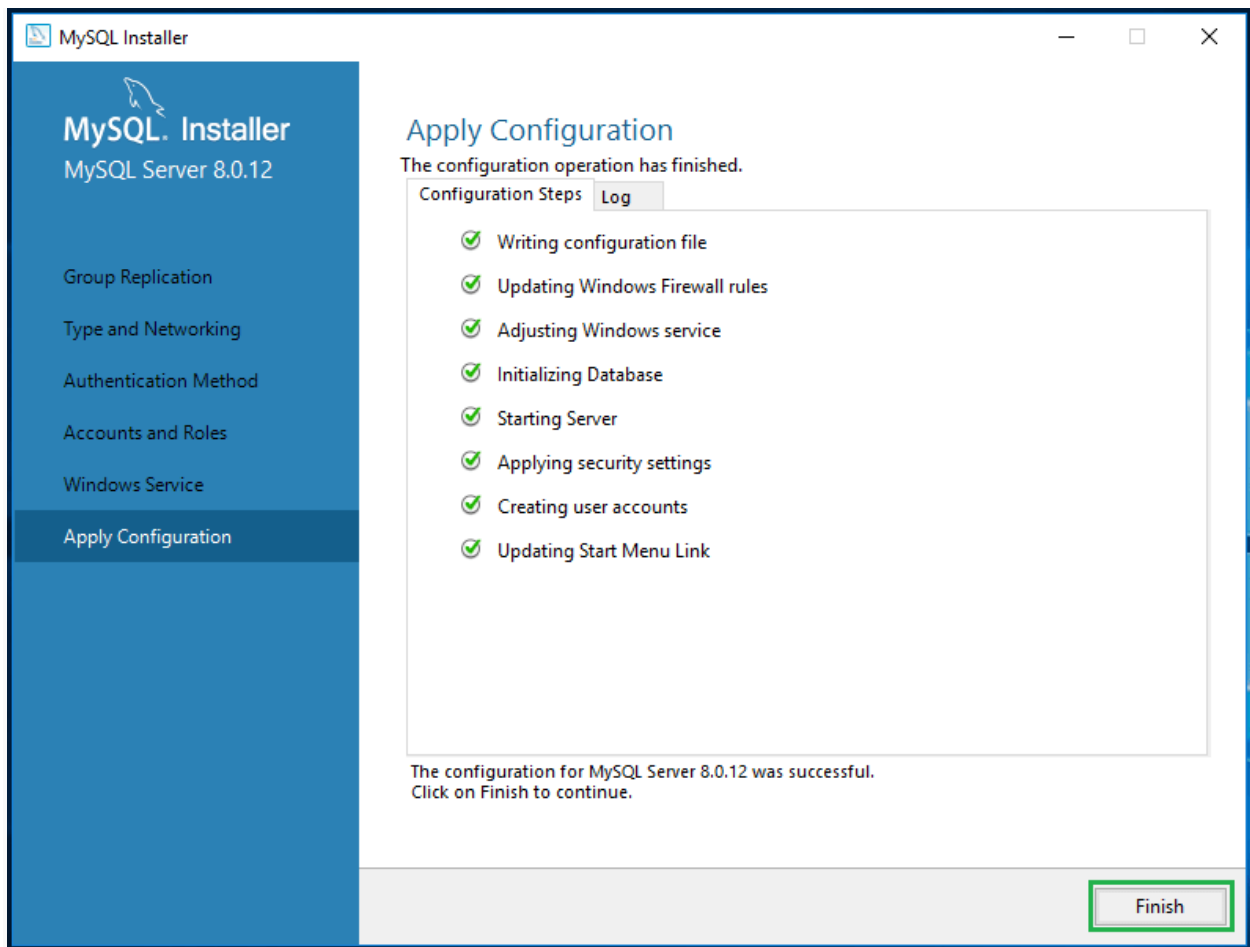 MySQL Installer
MySQL. Installer
MySQL Server 8.0.12
Group Replication
Type and Networking
Authentication Method
Accounts and Roles
Windows Service
Apply Configuration
Apply Configuration
The configuration operation has finished.
Configuration Steps Log
Writing configuration file
Updating Windows Firewall rules
Adjusting Windows service
Initializing Database
Starting Server
Applying security settings
Creating user accounts
Updating Start Menu Link
The configuration for MySQL Server 8.0.12 was successful.
Click on Finish to continue.
Finish